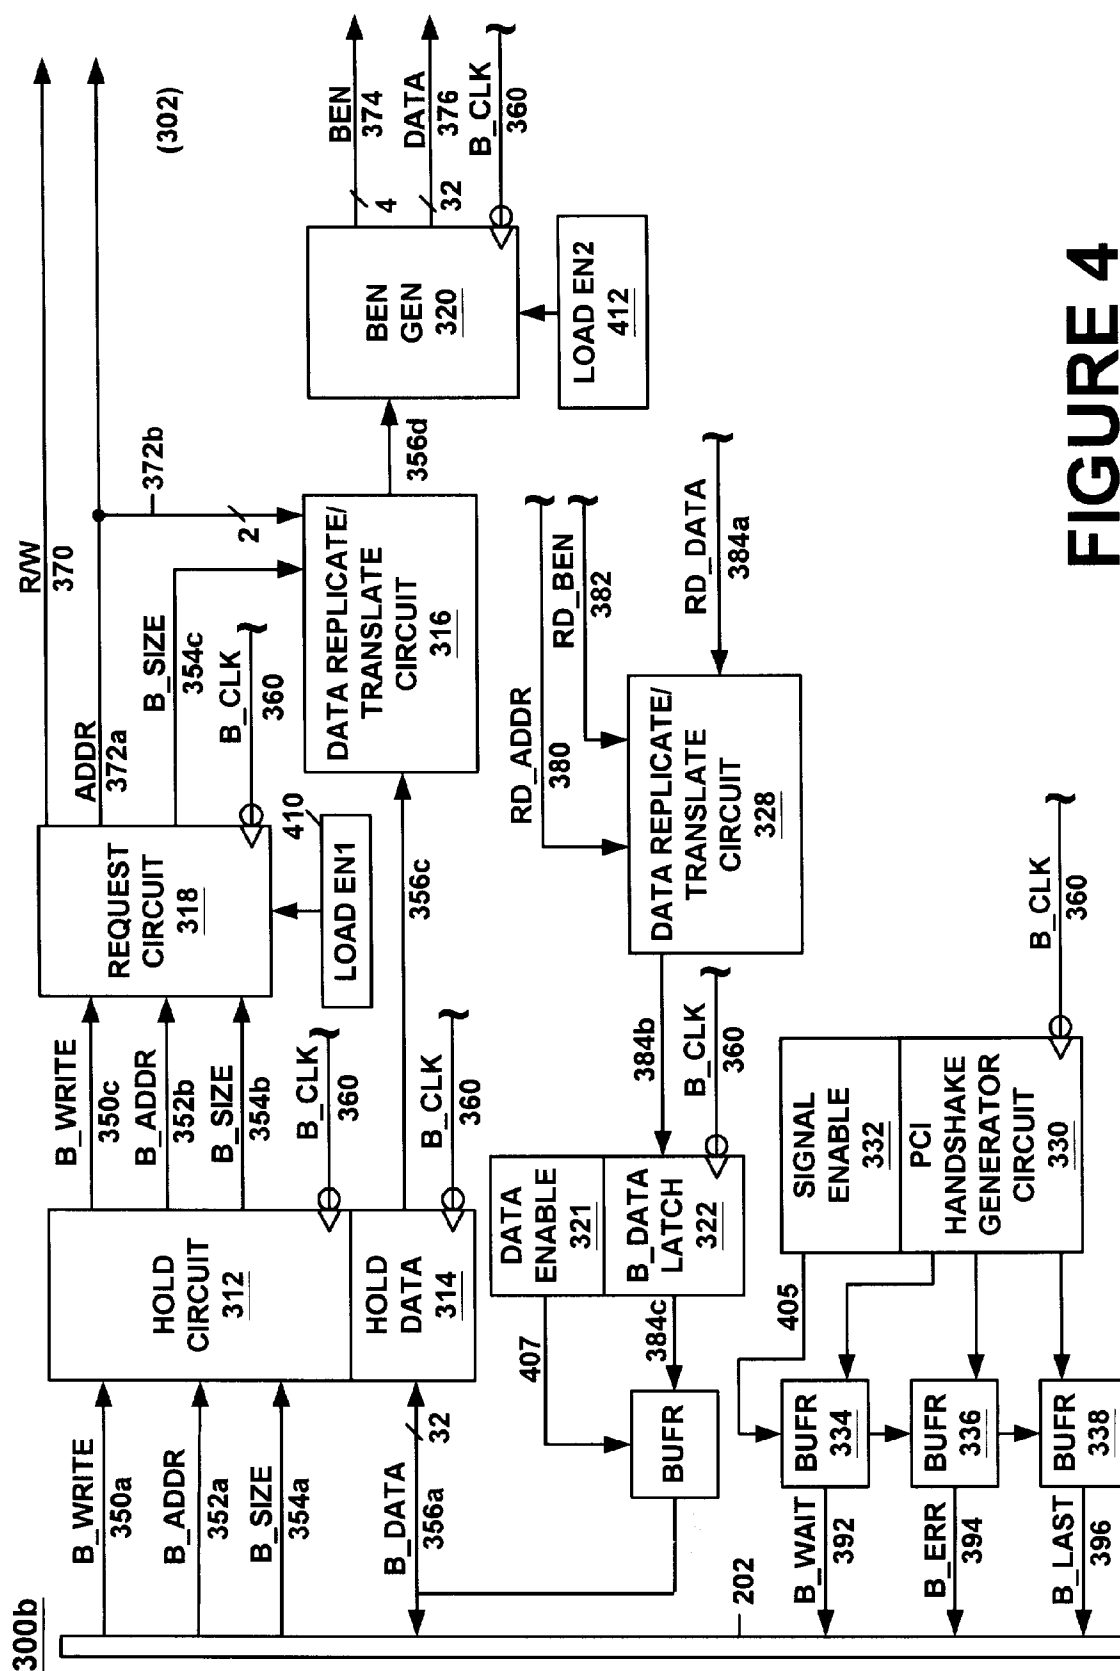 300b
B_WRITE
350a
B_ADDR
352a
B_SIZE
354a
B_DATA
356a
32
HOLD
CIRCUIT
312
HOLD
DATA
314
B_WRITE
350c
B_ADDR
352b
B_SIZE
354b
B_CLK
360
B_CLK
360
REQUEST
CIRCUIT
318
LOAD EN1
410
356c
R/W
370
ADDR
372a
B_SIZE
354c
B_CLK
360
372b
2
DATA REPLICATE/
TRANSLATE
CIRCUIT
316
356d
(302)
BEN
GEN
320
LOAD EN2
412
BEN
374
4
DATA
376
32
B_CLK
360
202
BUFR
407
384c
DATA
ENABLE
321
B_DATA
LATCH
322
384b
B_CLK
360
DATA REPLICATE/
TRANSLATE
CIRCUIT
328
RD_ADDR
380
RD_BEN
382
RD_DATA
384a
B_WAIT
392
B_ERR
394
B_LAST
396
BUFR
334
BUFR
336
BUFR
338
405
SIGNAL
ENABLE
332
PCI
HANDSHAKE
GENERATOR
CIRCUIT
330
B_CLK
360
FIGURE 4